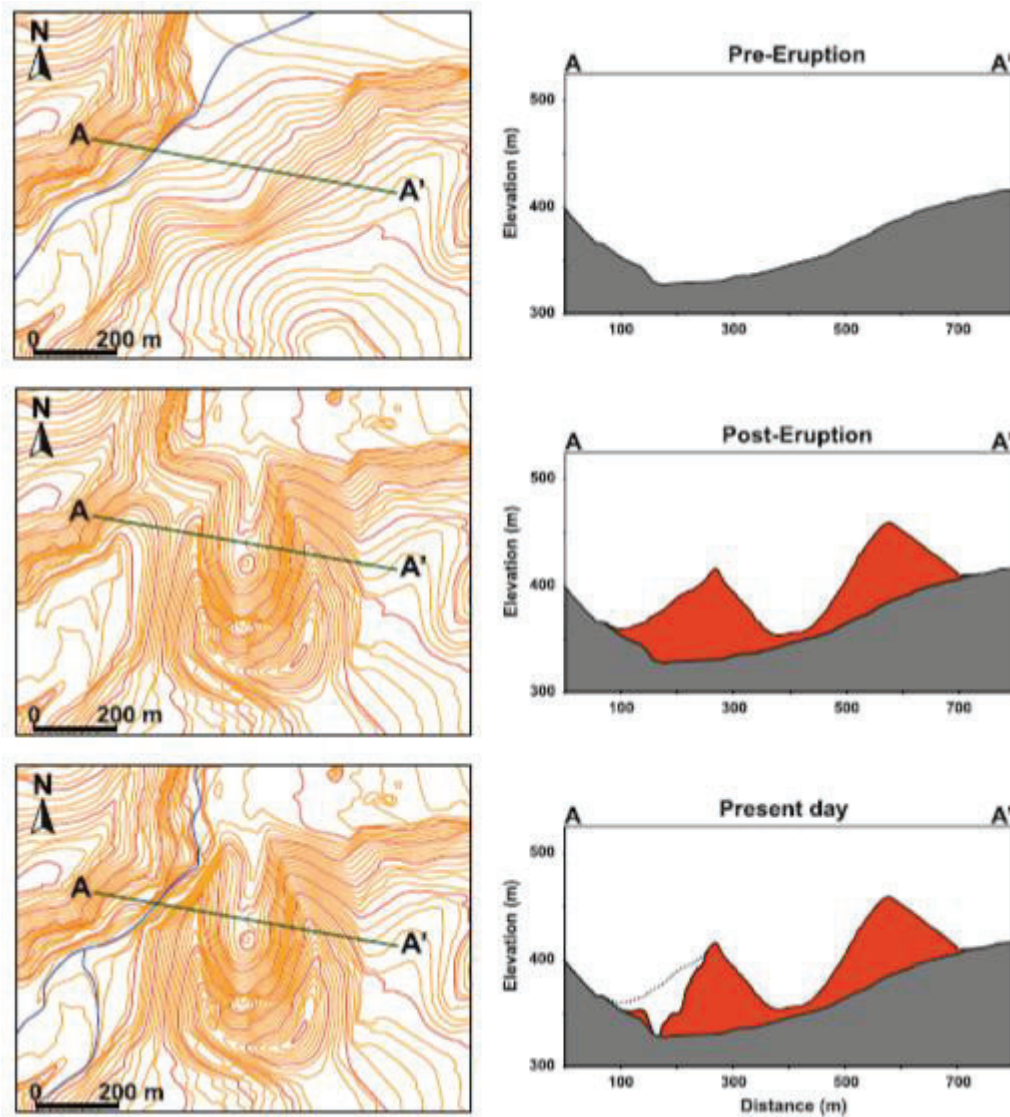 N
A
A'
0 200 m
Pre-Eruption
A A'
Elevation (m)
500
400
300
100 300 500 700
N
A
A'
0 200 m
Post-Eruption
A A'
Elevation (m)
500
400
300
100 300 500 700
N
A
A'
0 200 m
Present day
A A'
Elevation (m)
500
400
300
100 300 500 700
Distance (m)